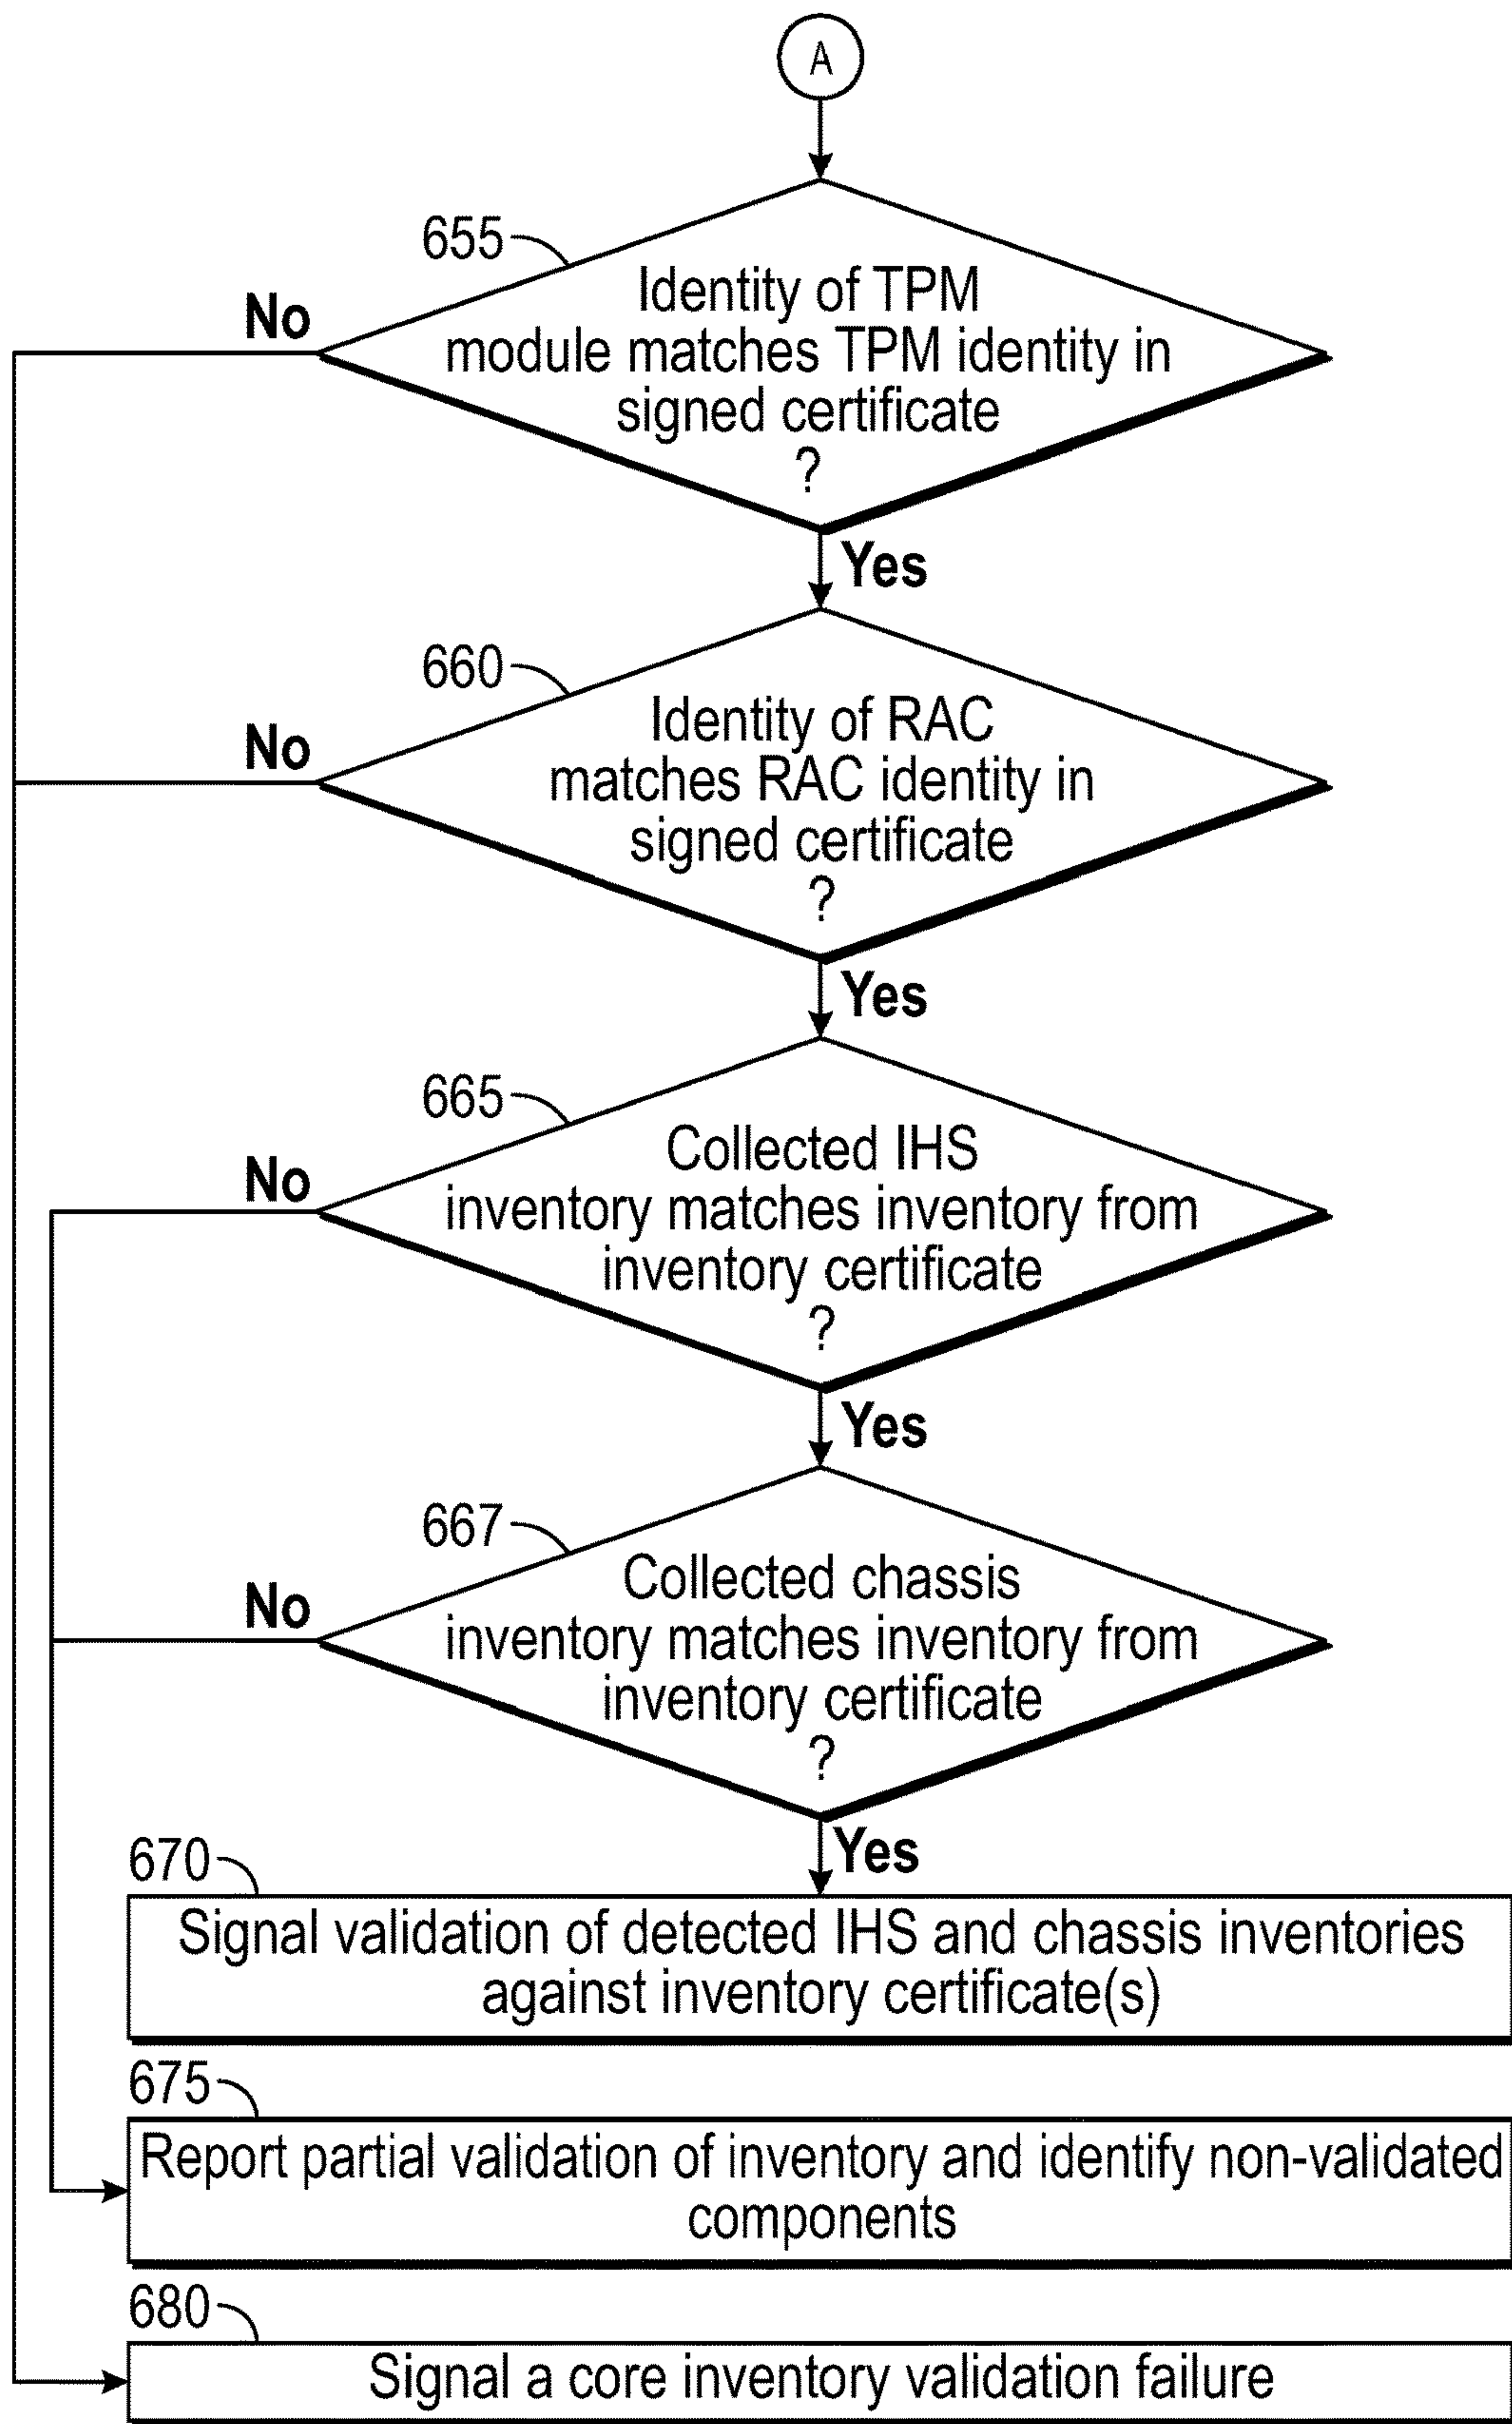 A
655
Identity of TPM
No
module matches TPM identity in
signed certificate
?
Yes
660
Identity of RAC
No
matches RAC identity in
signed certificate
?
Yes
665
Collected IHS
No
inventory matches inventory from
inventory certificate
?
Yes
667
Collected chassis
No
inventory matches inventory from
inventory certificate
?
Yes
670
Signal validation of detected IHS and chassis inventories
against inventory certificate(s)
675
Report partial validation of inventory and identify non-validated
components
680
Signal a core inventory validation failure